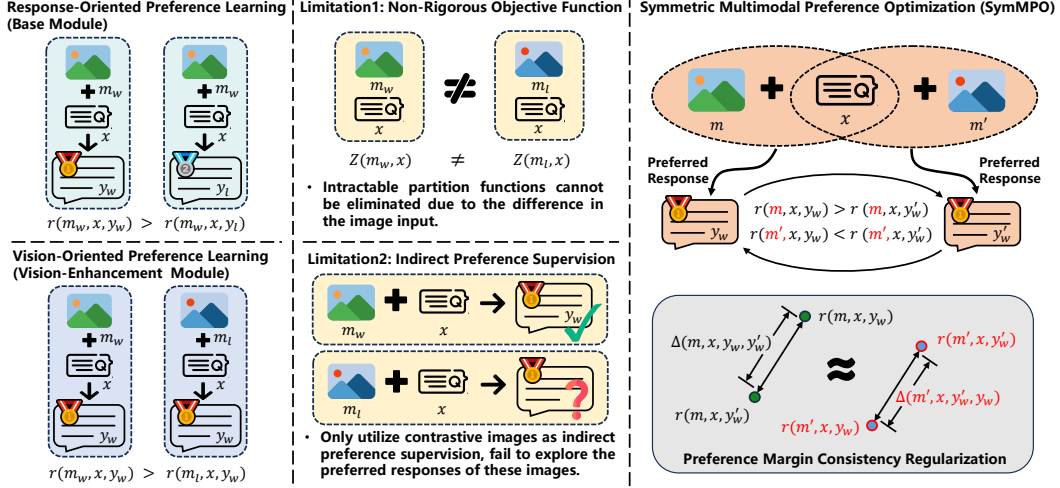 Response-Oriented Preference Learning
(Base Module)
m_w
m_w
x
x
y_w
y_l
r(m_w, x, y_w) > r(m_w, x, y_l)
Vision-Oriented Preference Learning
(Vision-Enhancement Module)
m_w
m_l
x
x
y_w
y_w
r(m_w, x, y_w) > r(m_l, x, y_w)
Limitation1: Non-Rigorous Objective Function
m_w
≠
m_l
Q
Q
x
x
Z(m_w, x) ≠ Z(m_l, x)
• Intractable partition functions cannot
be eliminated due to the difference in
the image input.
Limitation2: Indirect Preference Supervision
m_w
x
y_w
m_l
x
?
• Only utilize contrastive images as indirect
preference supervision, fail to explore the
preferred responses of these images.
Symmetric Multimodal Preference Optimization (SymMPO)
Q
m
x
m′
Preferred
Response
Preferred
Response
y_w
r(m, x, y_w) > r (m, x, y′_w)
r(m′, x, y_w) < r (m′, x, y′_w)
y′_w
r(m, x, y_w)
Δ(m, x, y_w, y′_w)
r(m, x, y′_w)
≈
r(m′, x, y′_w)
Δ(m′, x, y′_w, y_w)
r(m′, x, y_w)
Preference Margin Consistency Regularization